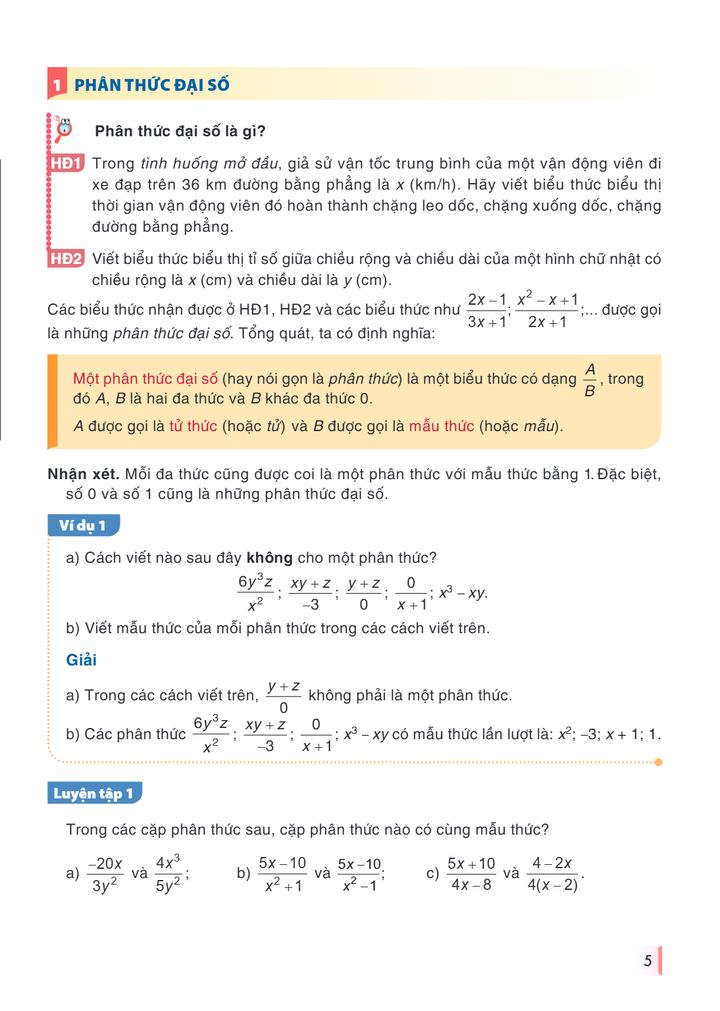 1 PHÂN THỨC ĐẠI SỐ
Phân thức đại số là gì?
HĐ1 Trong tình huống mở đầu, giả sử vận tốc trung bình của một vận động viên đi
xe đạp trên 36 km đường bằng phẳng là x (km/h). Hãy viết biểu thức biểu thị
thời gian vận động viên đó hoàn thành chặng leo dốc, chặng xuống dốc, chặng
đường bằng phẳng.
HĐ2 Viết biểu thức biểu thị tỉ số giữa chiều rộng và chiều dài của một hình chữ nhật có
chiều rộng là x (cm) và chiều dài là y (cm).
Các biểu thức nhận được ở HĐ1, HĐ2 và các biểu thức như (2x − 1)/(3x + 1); (x² − x + 1)/(2x + 1);... được gọi
là những phân thức đại số. Tổng quát, ta có định nghĩa:
Một phân thức đại số (hay nói gọn là phân thức) là một biểu thức có dạng A/B, trong
đó A, B là hai đa thức và B khác đa thức 0.
A được gọi là tử thức (hoặc tử) và B được gọi là mẫu thức (hoặc mẫu).
Nhận xét. Mỗi đa thức cũng được coi là một phân thức với mẫu thức bằng 1. Đặc biệt,
số 0 và số 1 cũng là những phân thức đại số.
Ví dụ 1
a) Cách viết nào sau đây không cho một phân thức?
6y³z/x²; (xy + z)/−3; (y + z)/0; 0/(x + 1); x³ − xy.
b) Viết mẫu thức của mỗi phân thức trong các cách viết trên.
Giải
a) Trong các cách viết trên, (y + z)/0 không phải là một phân thức.
b) Các phân thức 6y³z/x²; (xy + z)/−3; 0/(x + 1); x³ − xy có mẫu thức lần lượt là: x²; −3; x + 1; 1.
Luyện tập 1
Trong các cặp phân thức sau, cặp phân thức nào có cùng mẫu thức?
a) −20x/3y² và 4x³/5y²; b) (5x − 10)/(x² + 1) và (5x − 10)/(x² − 1); c) (5x + 10)/(4x − 8) và (4 − 2x)/(4(x − 2)).
5